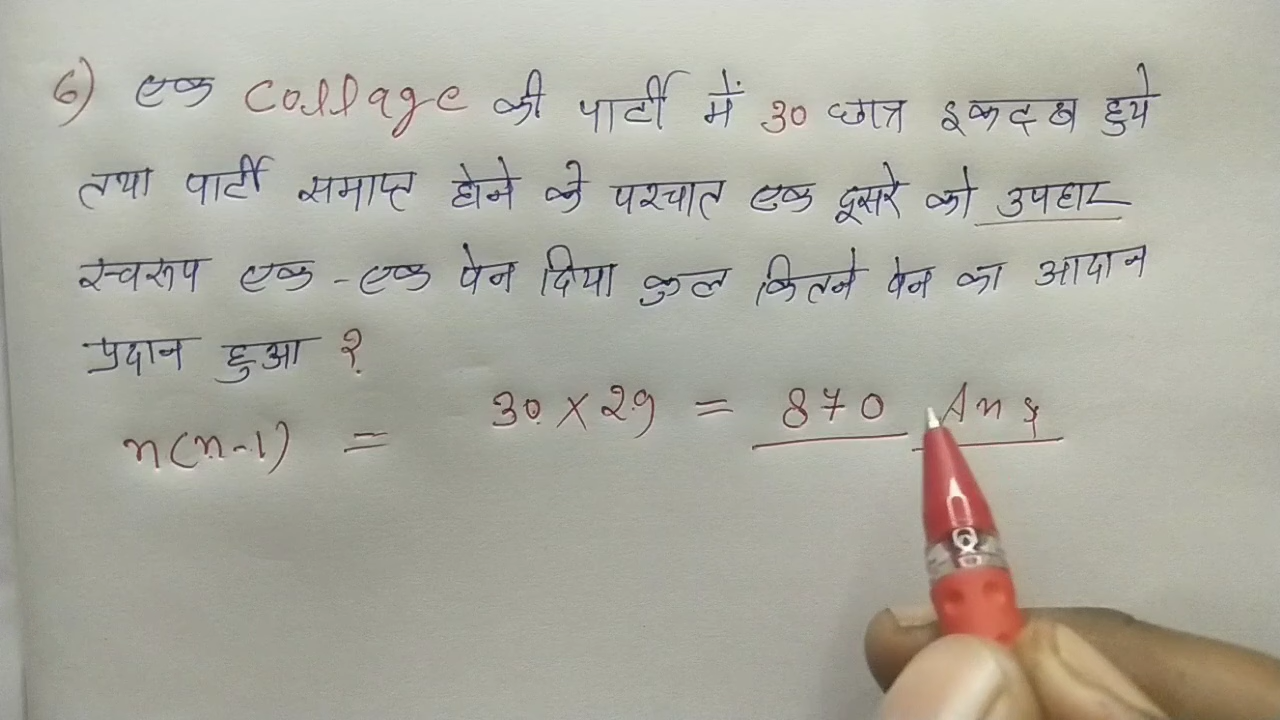 6) एक Collage की पार्टी में 30 छात्र इकट्ठा हुये
तथा पार्टी समाप्त होने के पश्चात एक दूसरे को उपहार
स्वरूप एक-एक पेन दिया कुल कितने पेन का आदान
प्रदान हुआ ?
n(n-1) = 30 × 29 = 870 Ans